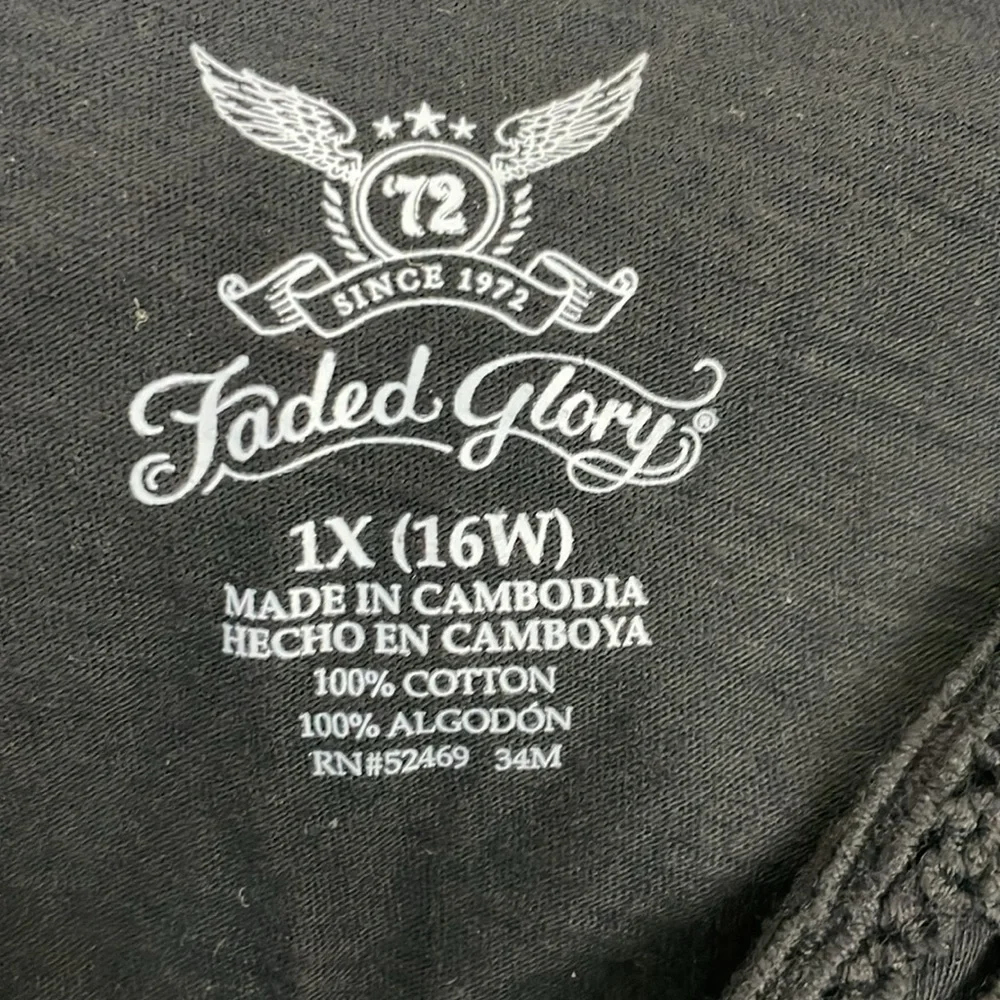 '72
SINCE 1972
Faded Glory®
1X (16W)
MADE IN CAMBODIA
HECHO EN CAMBOYA
100% COTTON
100% ALGODÓN
RN#52469 34M